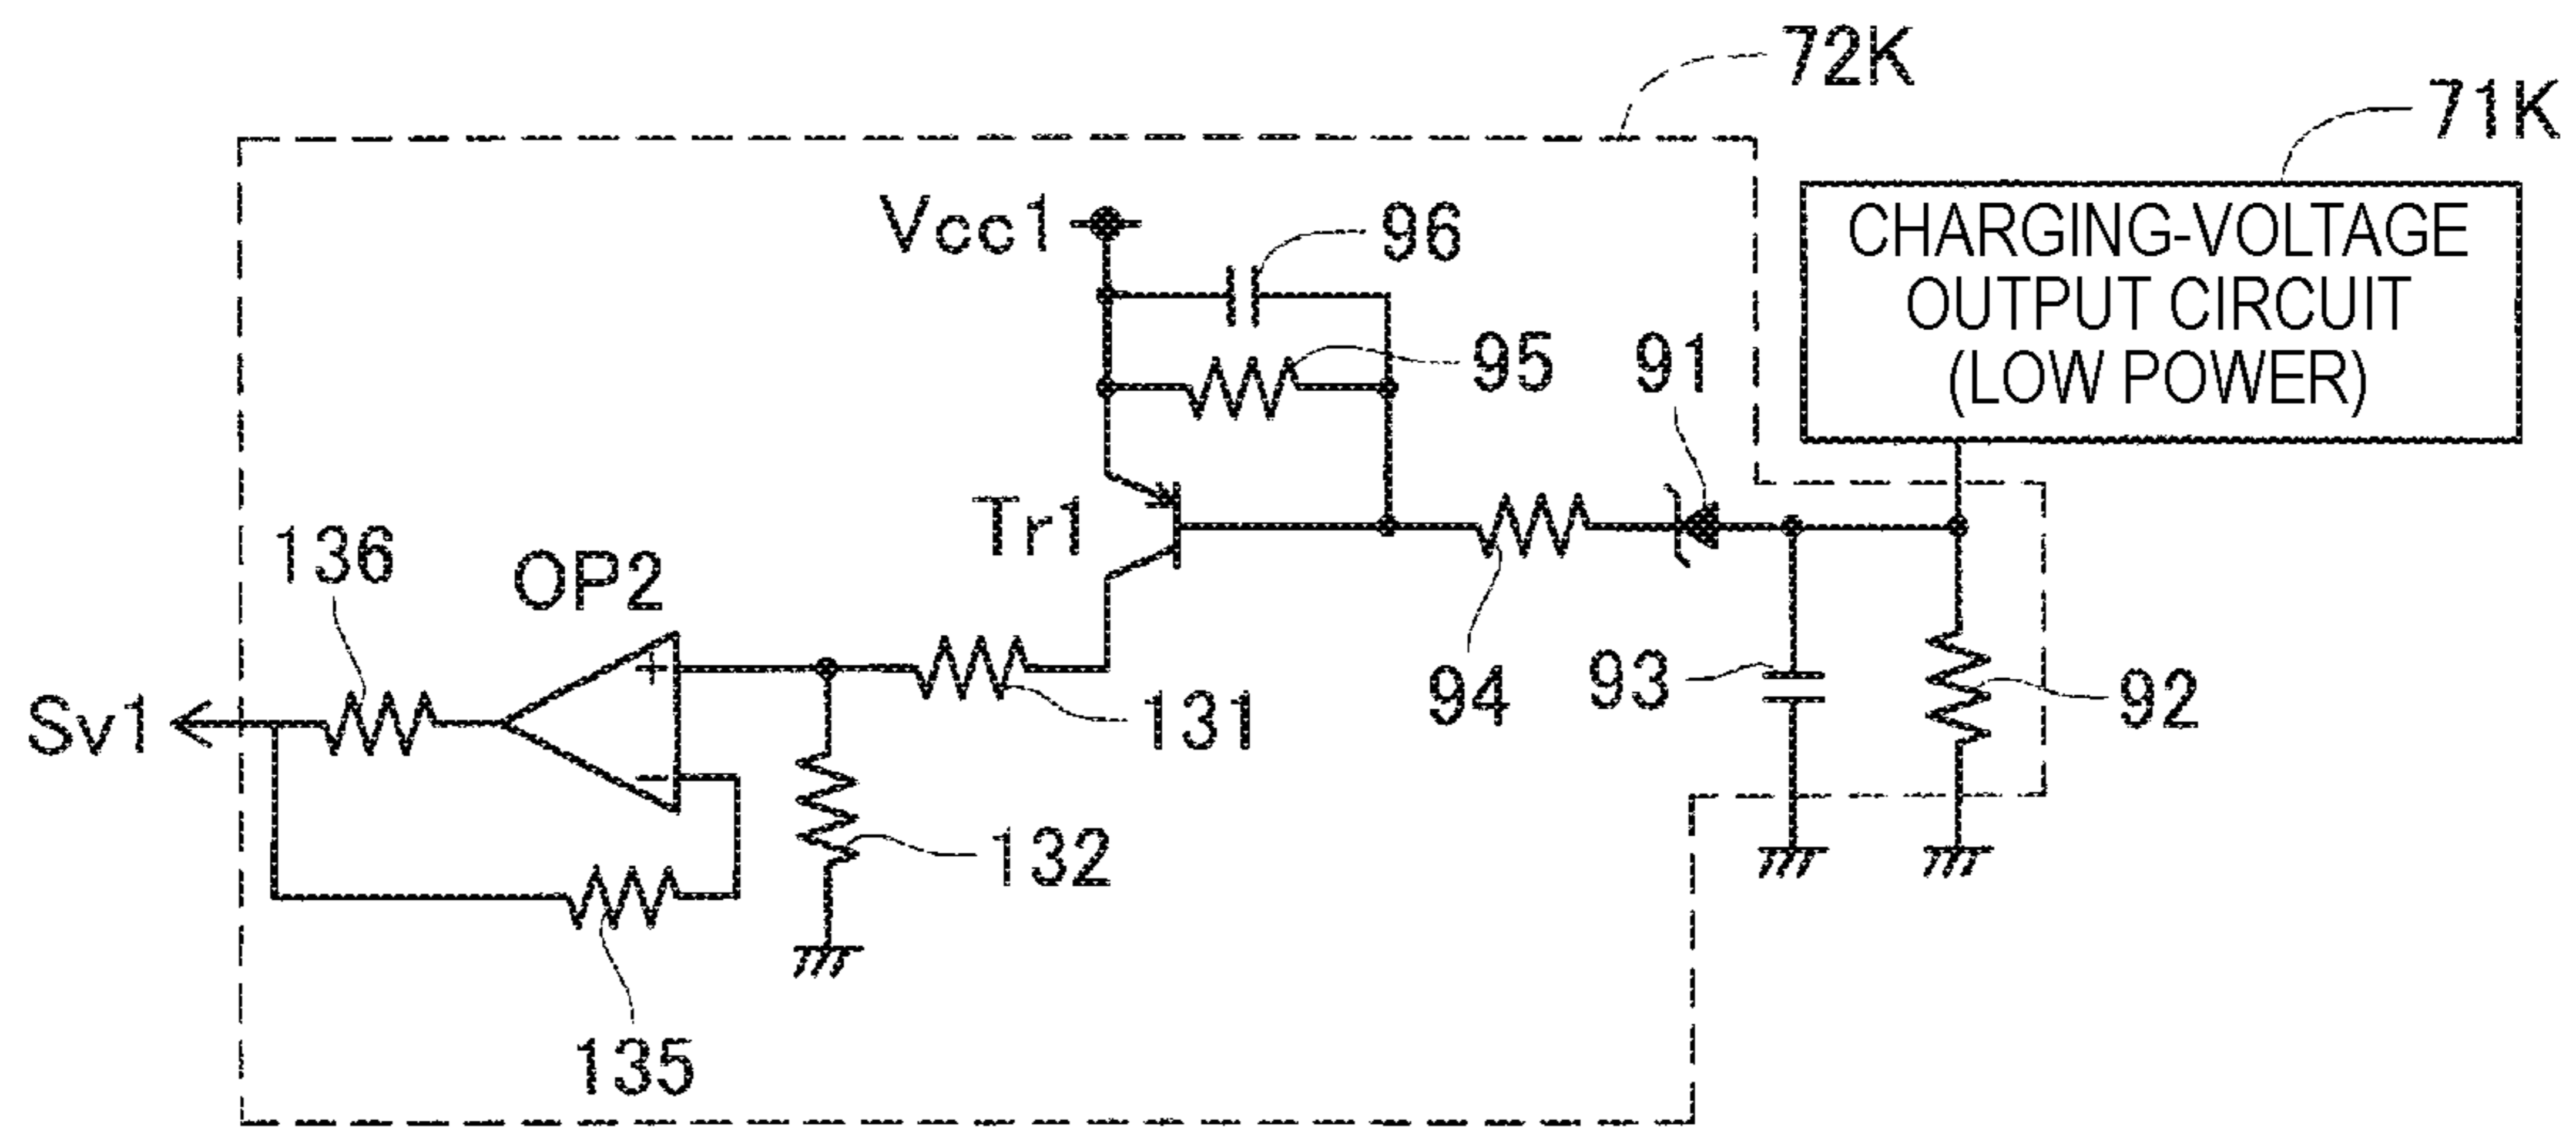 72K
71K
Vcc1
96
CHARGING-VOLTAGE
OUTPUT CIRCUIT
(LOW POWER)
95
91
Tr1
136
OP2
+
94
93
92
Sv1
131
−
132
135